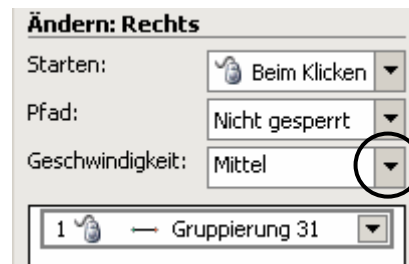 Ändern: Rechts
Starten: Beim Klicken
Pfad: Nicht gesperrt
Geschwindigkeit: Mittel
1 Gruppierung 31